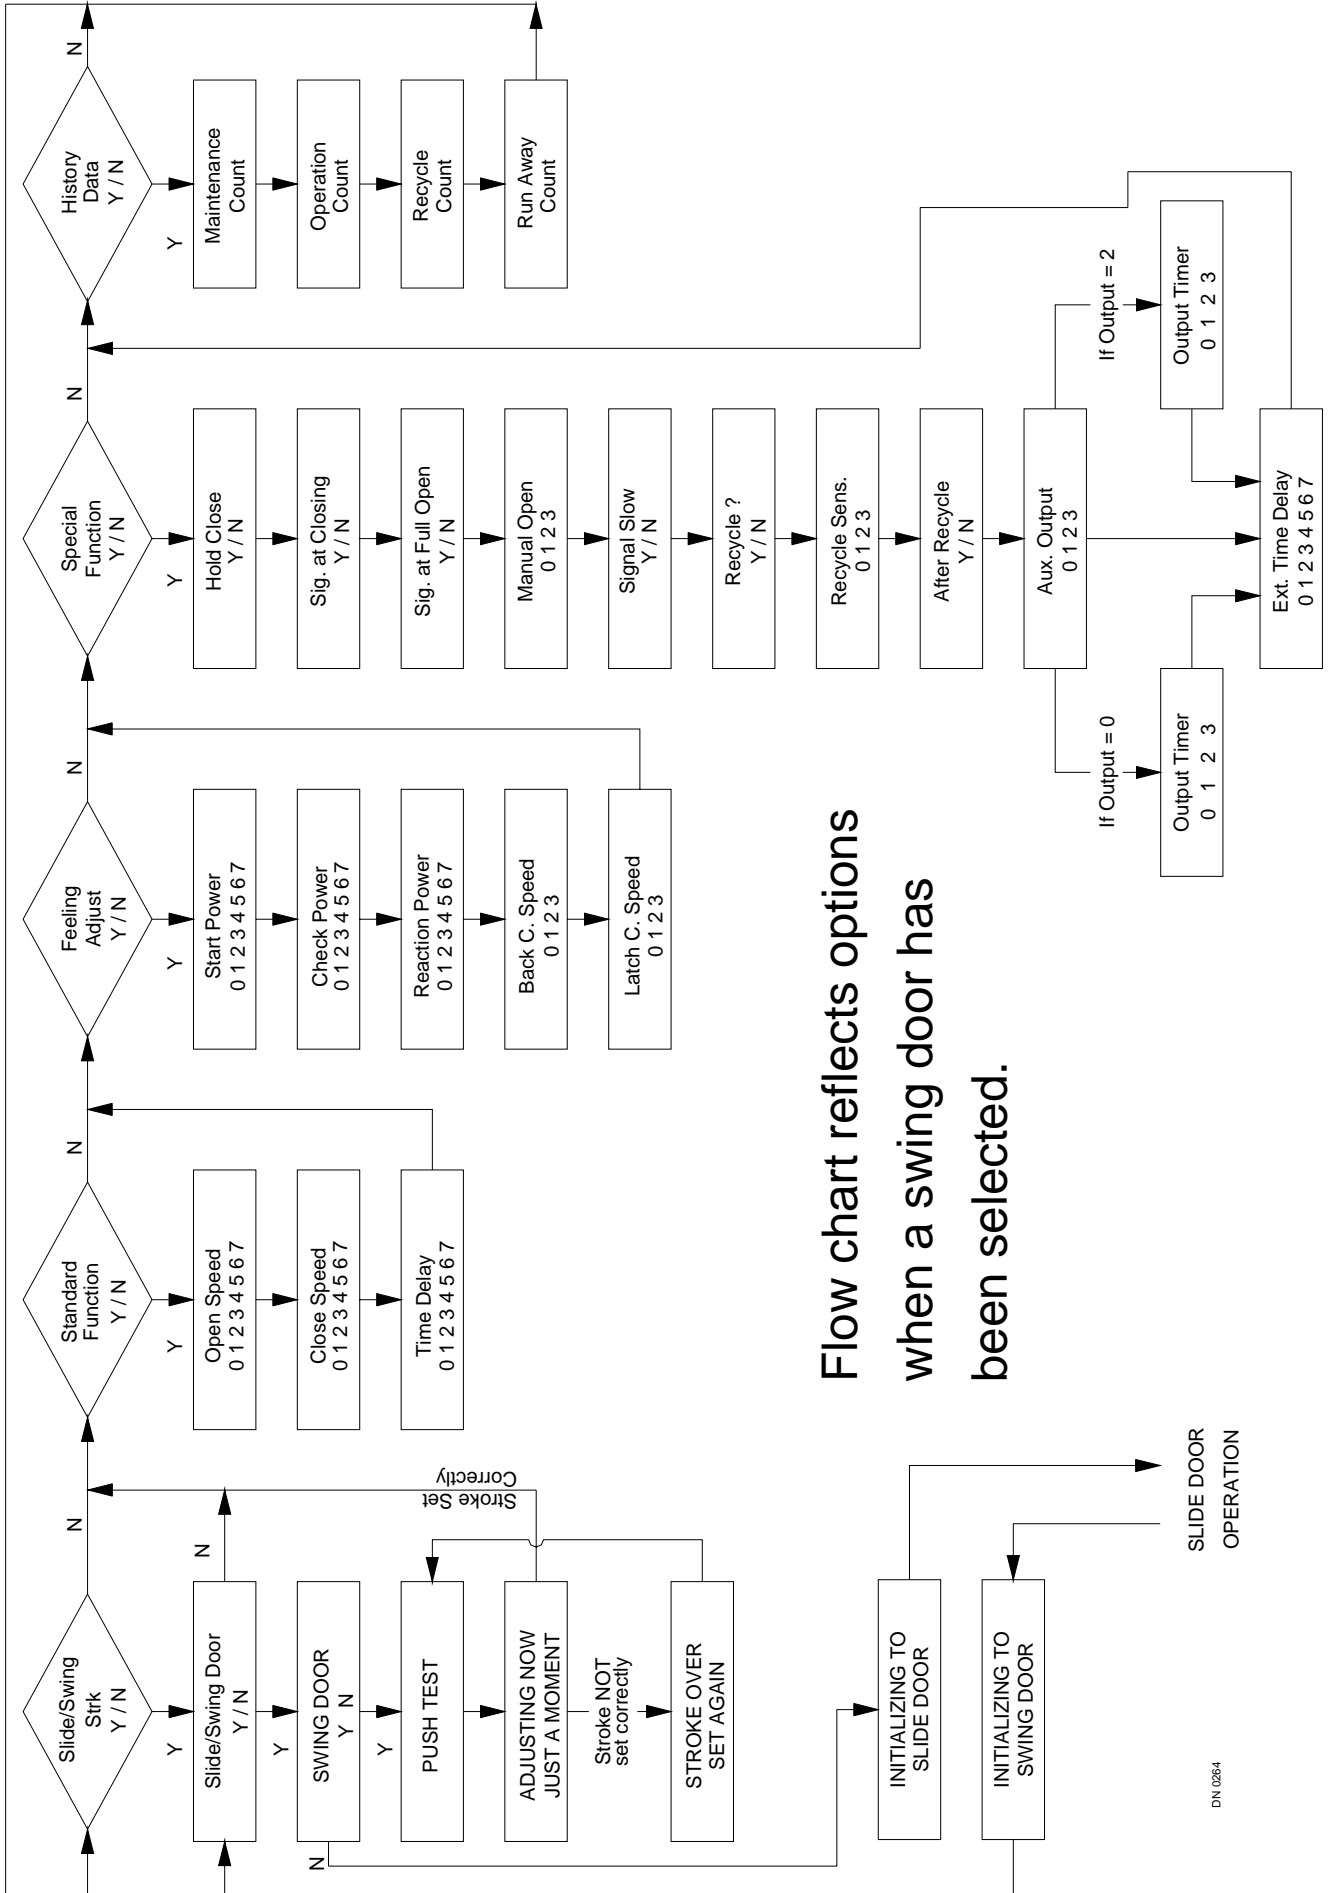 Slide/Swing
Strk
Y / N
N
Y
Slide/Swing Door
Y / N
N
Y
SWING DOOR
Y N
N
Y
PUSH TEST
ADJUSTING NOW
JUST A MOMENT
Stroke Set
Correctly
Stroke NOT
set correctly
STROKE OVER
SET AGAIN
INITIALIZING TO
SLIDE DOOR
INITIALIZING TO
SWING DOOR
SLIDE DOOR
OPERATION
Standard
Function
Y / N
N
Y
Open Speed
0 1 2 3 4 5 6 7
Close Speed
0 1 2 3 4 5 6 7
Time Delay
0 1 2 3 4 5 6 7
Feeling
Adjust
Y / N
N
Y
Start Power
0 1 2 3 4 5 6 7
Check Power
0 1 2 3 4 5 6 7
Reaction Power
0 1 2 3 4 5 6 7
Back C. Speed
0 1 2 3
Latch C. Speed
0 1 2 3
Special
Function
Y / N
N
Y
Hold Close
Y / N
Sig. at Closing
Y / N
Sig. at Full Open
Y / N
Manual Open
0 1 2 3
Signal Slow
Y / N
Recycle ?
Y / N
Recycle Sens.
0 1 2 3
After Recycle
Y / N
Aux. Output
0 1 2 3
If Output = 0
Output Timer
0 1 2 3
If Output = 2
Output Timer
0 1 2 3
Ext. Time Delay
0 1 2 3 4 5 6 7
History
Data
Y / N
N
Y
Maintenance
Count
Operation
Count
Recycle
Count
Run Away
Count
Flow chart reflects options
when a swing door has
been selected.
DN 0264